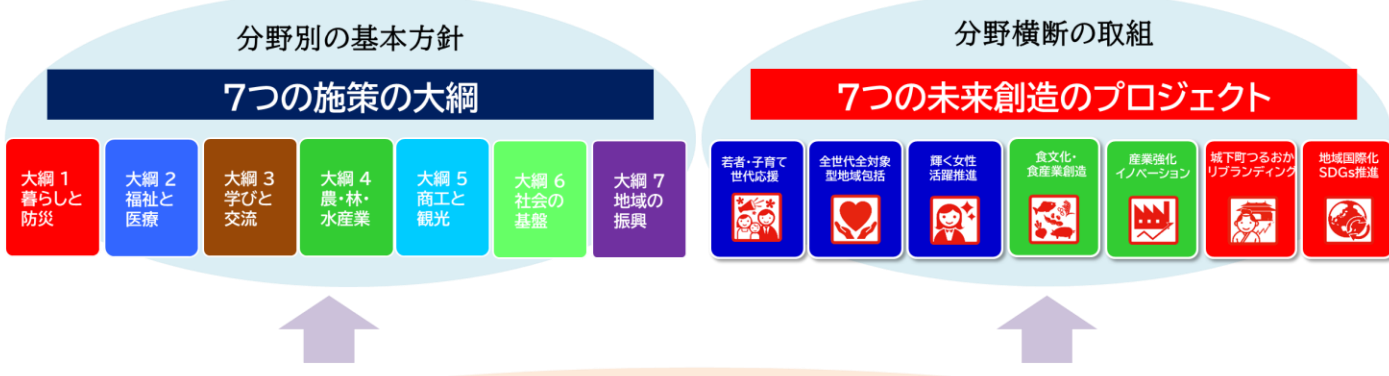 分野別の基本方針
7つの施策の大綱
大綱 1
暮らしと
防災
大綱 2
福祉と
医療
大綱 3
学びと
交流
大綱 4
農・林・
水産業
大綱 5
商工と
観光
大綱 6
社会の
基盤
大綱 7
地域の
振興
分野横断の取組
7つの未来創造のプロジェクト
若者・子育て
世代応援
全世代全対象
型地域包括
輝く女性
活躍推進
食文化・
食産業創造
産業強化
イノベーション
城下町つるおか
リブランディング
地域国際化
SDGs推進